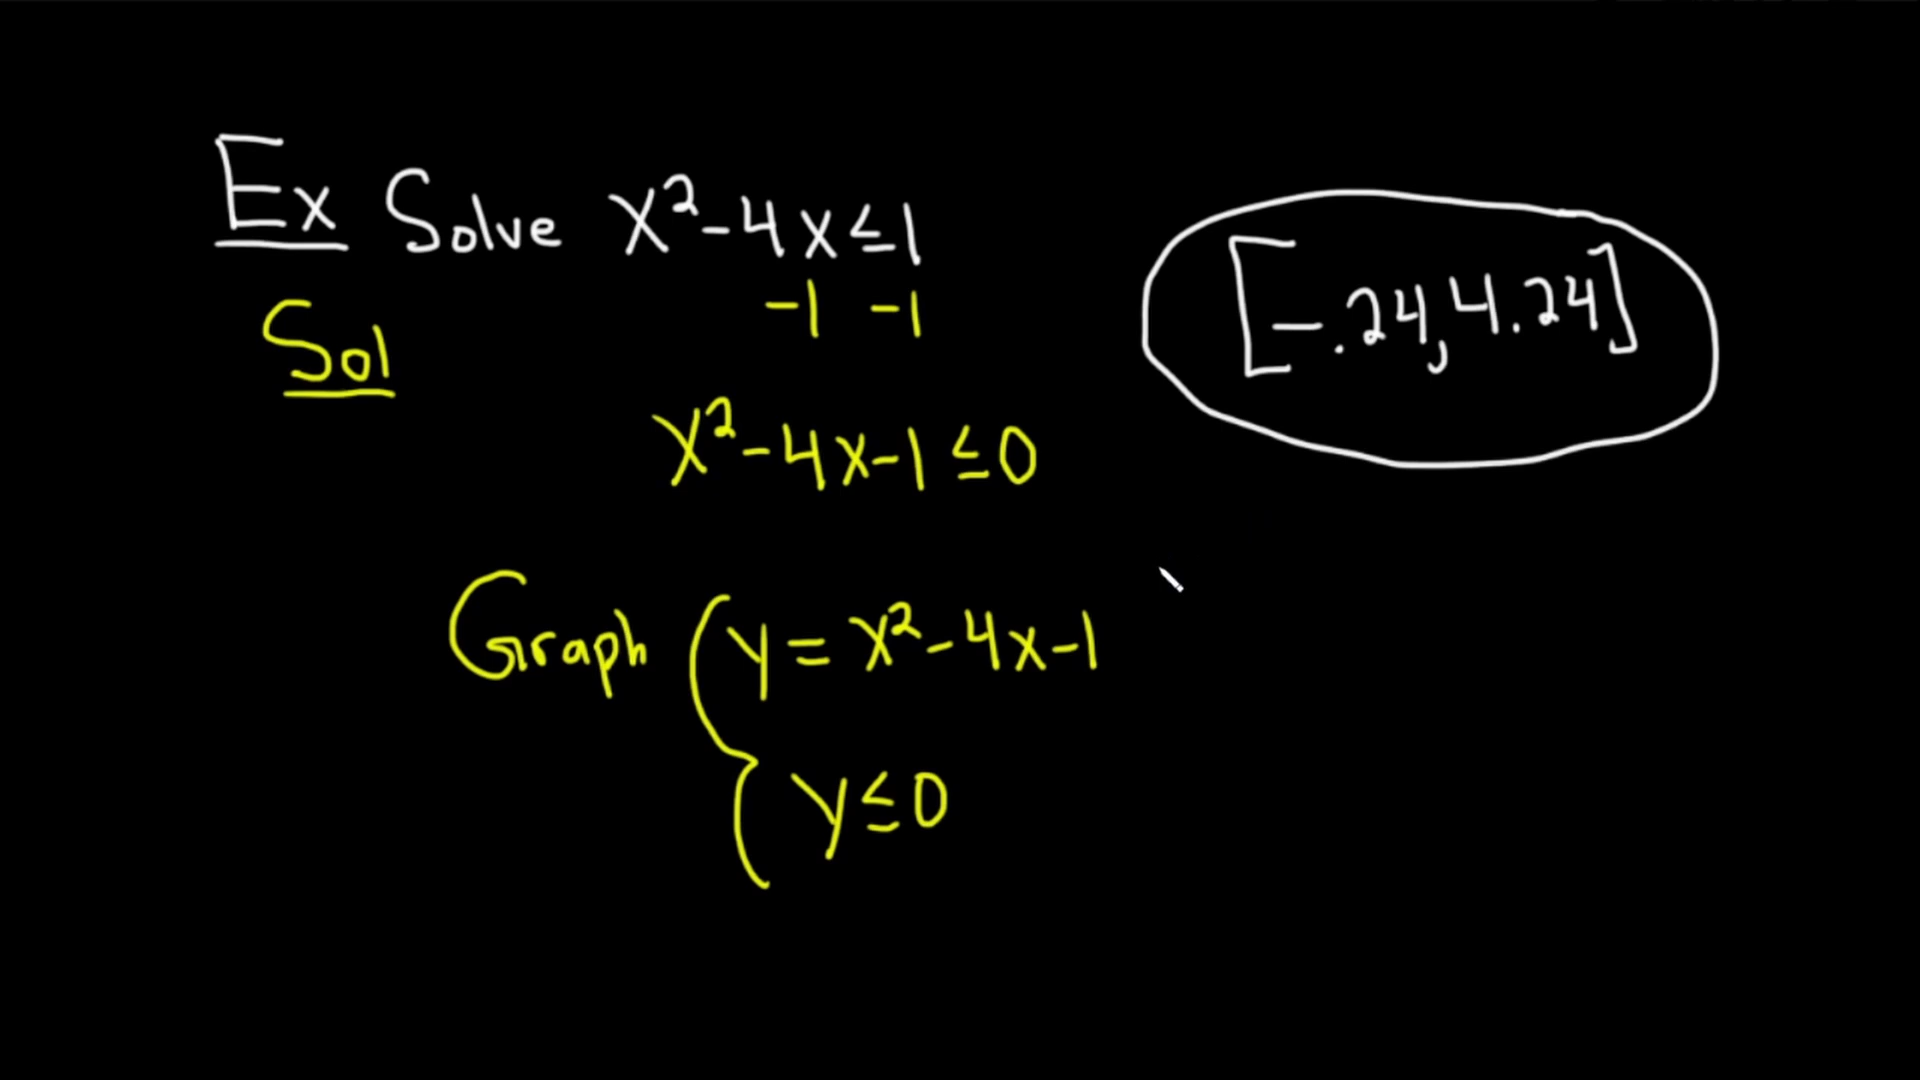 Ex Solve x²-4x≤1
-1 -1
Sol
x²-4x-1≤0
[-.24,4.24]
Graph { y = x²-4x-1
y≤0